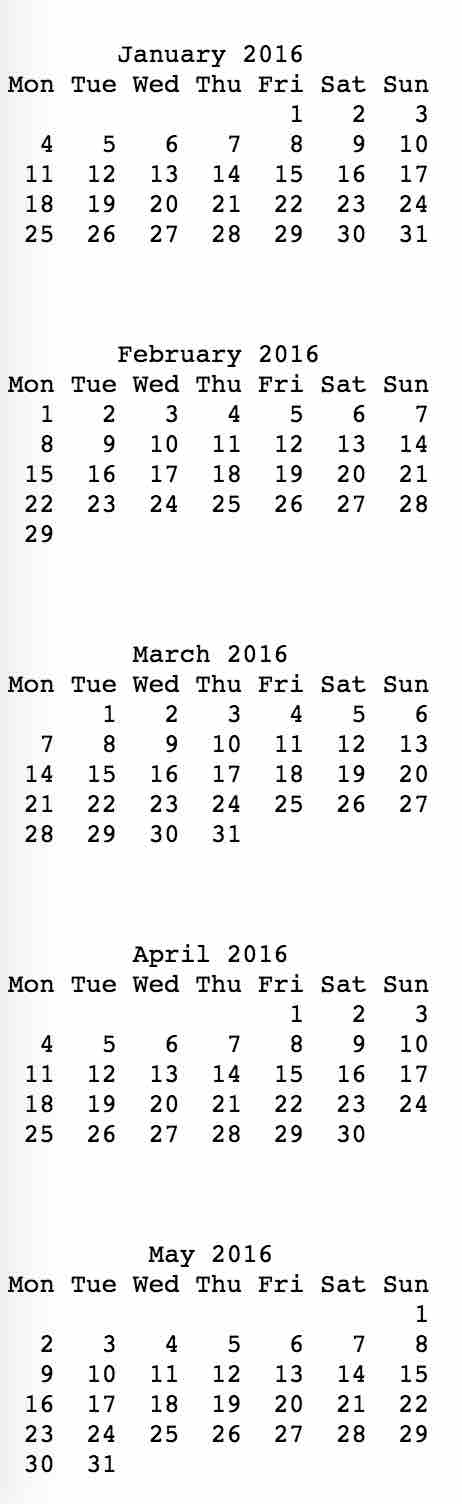 January 2016
Mon Tue Wed Thu Fri Sat Sun
1 2 3
4 5 6 7 8 9 10
11 12 13 14 15 16 17
18 19 20 21 22 23 24
25 26 27 28 29 30 31
February 2016
Mon Tue Wed Thu Fri Sat Sun
1 2 3 4 5 6 7
8 9 10 11 12 13 14
15 16 17 18 19 20 21
22 23 24 25 26 27 28
29
March 2016
Mon Tue Wed Thu Fri Sat Sun
1 2 3 4 5 6
7 8 9 10 11 12 13
14 15 16 17 18 19 20
21 22 23 24 25 26 27
28 29 30 31
April 2016
Mon Tue Wed Thu Fri Sat Sun
1 2 3
4 5 6 7 8 9 10
11 12 13 14 15 16 17
18 19 20 21 22 23 24
25 26 27 28 29 30
May 2016
Mon Tue Wed Thu Fri Sat Sun
1
2 3 4 5 6 7 8
9 10 11 12 13 14 15
16 17 18 19 20 21 22
23 24 25 26 27 28 29
30 31